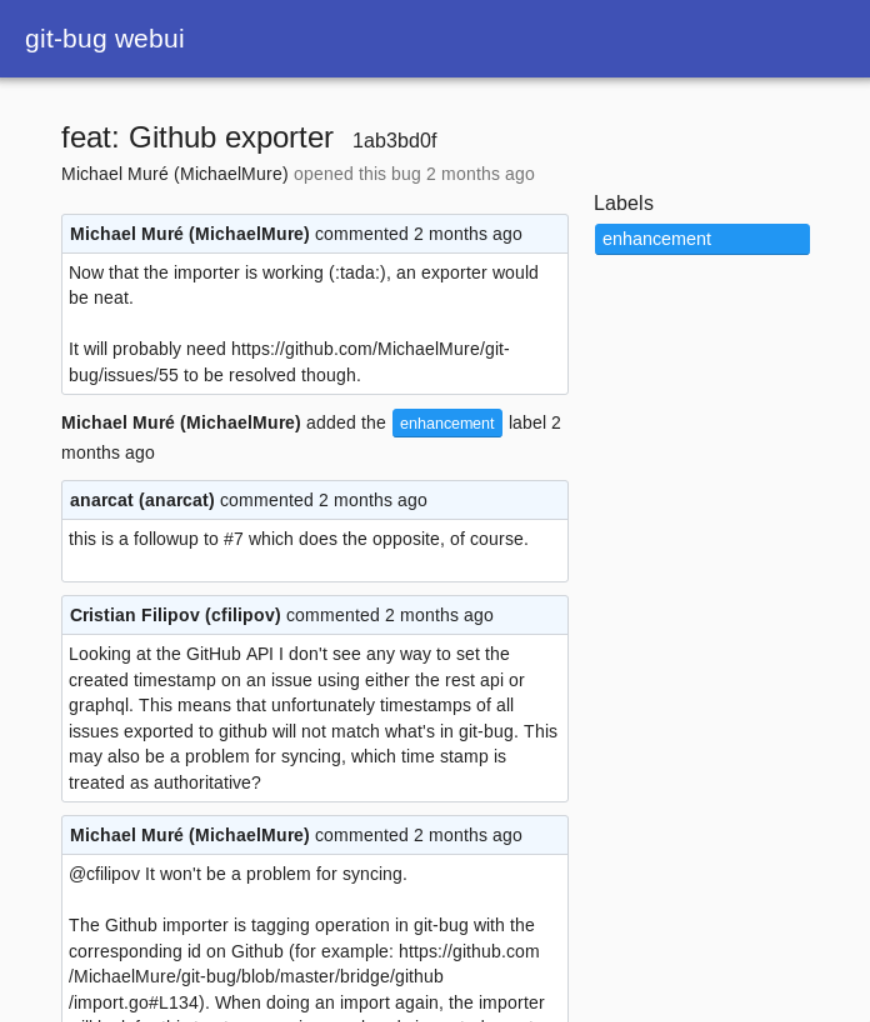 git-bug webui
feat: Github exporter 1ab3bd0f
Michael Muré (MichaelMure) opened this bug 2 months ago
Labels
enhancement
Michael Muré (MichaelMure) commented 2 months ago
Now that the importer is working (:tada:), an exporter would
be neat.
It will probably need https://github.com/MichaelMure/git-
bug/issues/55 to be resolved though.
Michael Muré (MichaelMure) added the enhancement label 2
months ago
anarcat (anarcat) commented 2 months ago
this is a followup to #7 which does the opposite, of course.
Cristian Filipov (cfilipov) commented 2 months ago
Looking at the GitHub API I don't see any way to set the
created timestamp on an issue using either the rest api or
graphql. This means that unfortunately timestamps of all
issues exported to github will not match what's in git-bug. This
may also be a problem for syncing, which time stamp is
treated as authoritative?
Michael Muré (MichaelMure) commented 2 months ago
@cfilipov It won't be a problem for syncing.
The Github importer is tagging operation in git-bug with the
corresponding id on Github (for example: https://github.com
/MichaelMure/git-bug/blob/master/bridge/github
/import.go#L134). When doing an import again, the importer